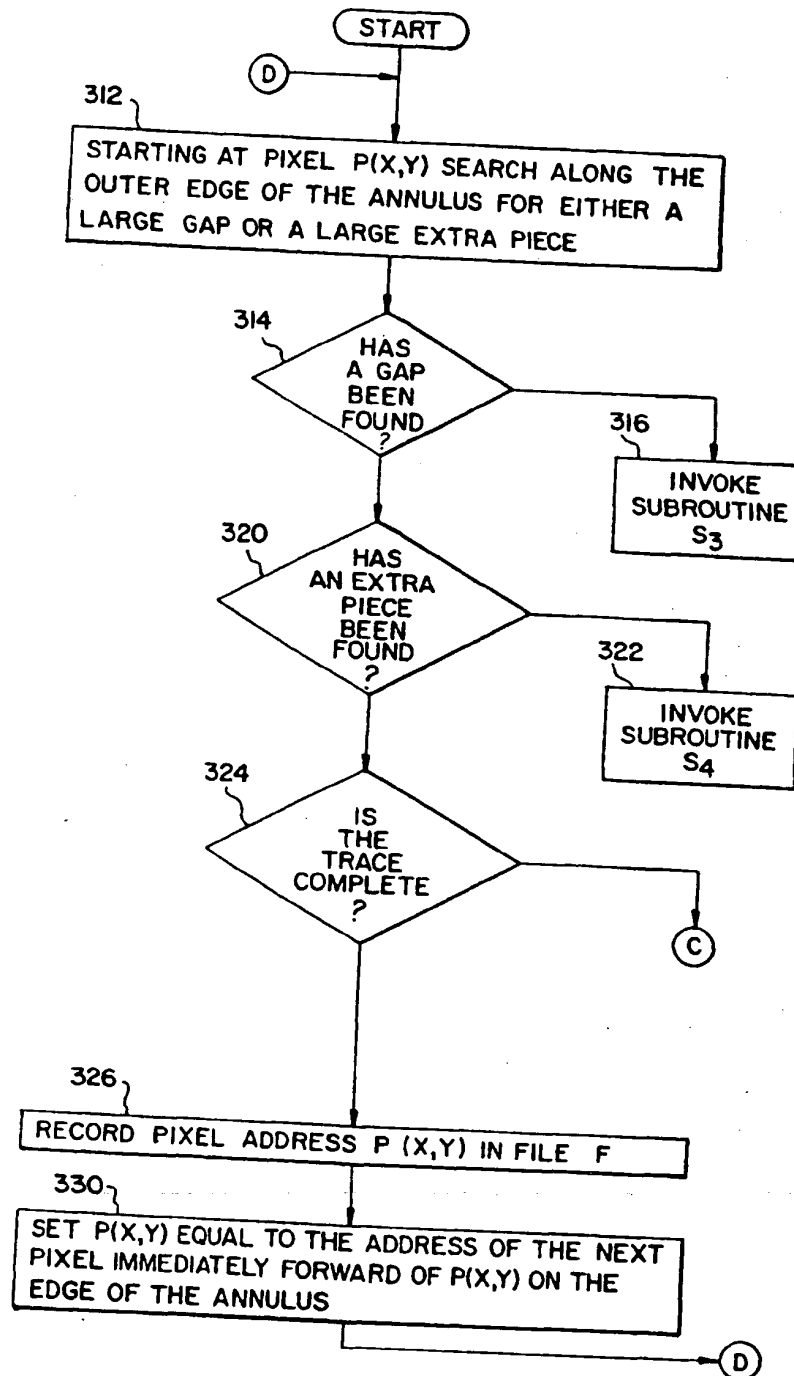 START
D
312
STARTING AT PIXEL P(X,Y) SEARCH ALONG THE
OUTER EDGE OF THE ANNULUS FOR EITHER A
LARGE GAP OR A LARGE EXTRA PIECE
314
HAS
A GAP
BEEN
FOUND
?
316
INVOKE
SUBROUTINE
S3
320
HAS
AN EXTRA
PIECE
BEEN
FOUND
?
322
INVOKE
SUBROUTINE
S4
324
IS
THE
TRACE
COMPLETE
?
C
326
RECORD PIXEL ADDRESS P (X,Y) IN FILE F
330
SET P(X,Y) EQUAL TO THE ADDRESS OF THE NEXT
PIXEL IMMEDIATELY FORWARD OF P(X,Y) ON THE
EDGE OF THE ANNULUS
D